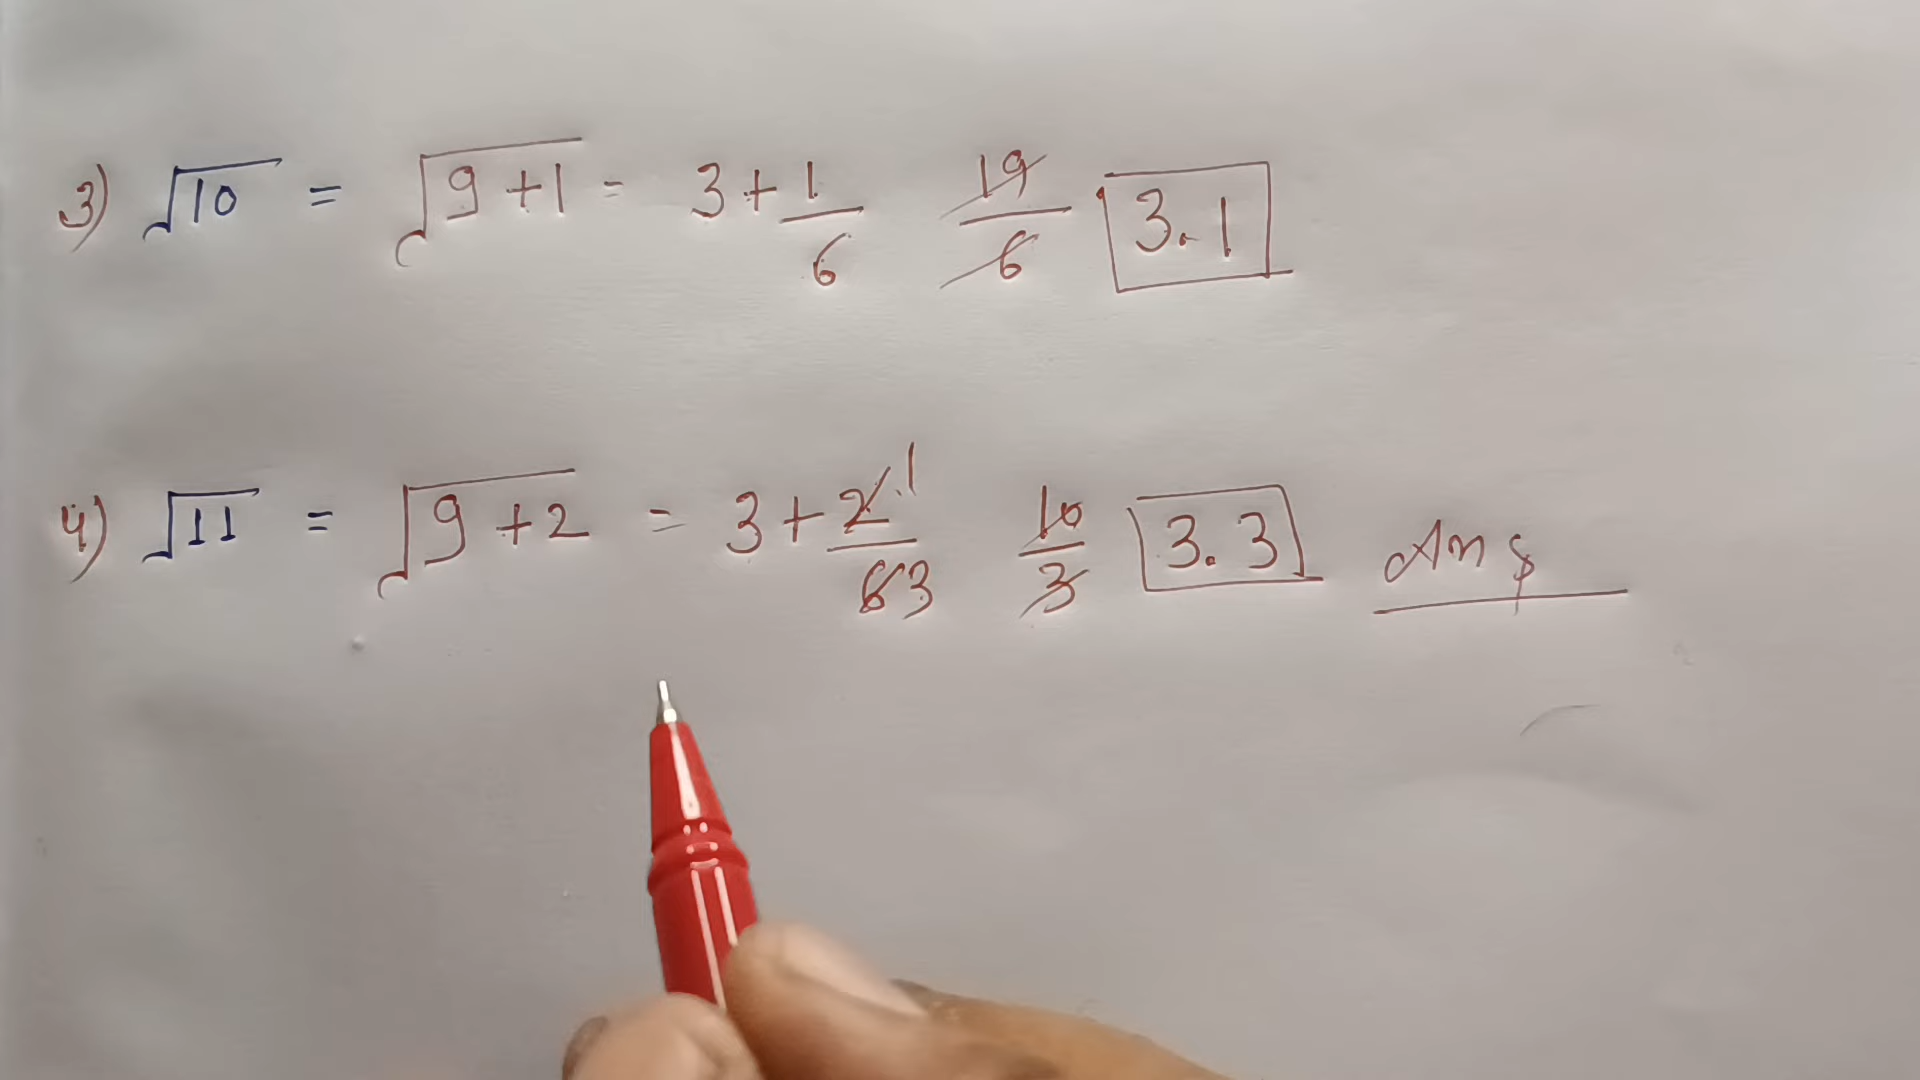 3) √10 = √9+1 = 3+1/6 19/6 3.1
4) √11 = √9+2 = 3+2 1/6 3 10/3 3.3 Ans